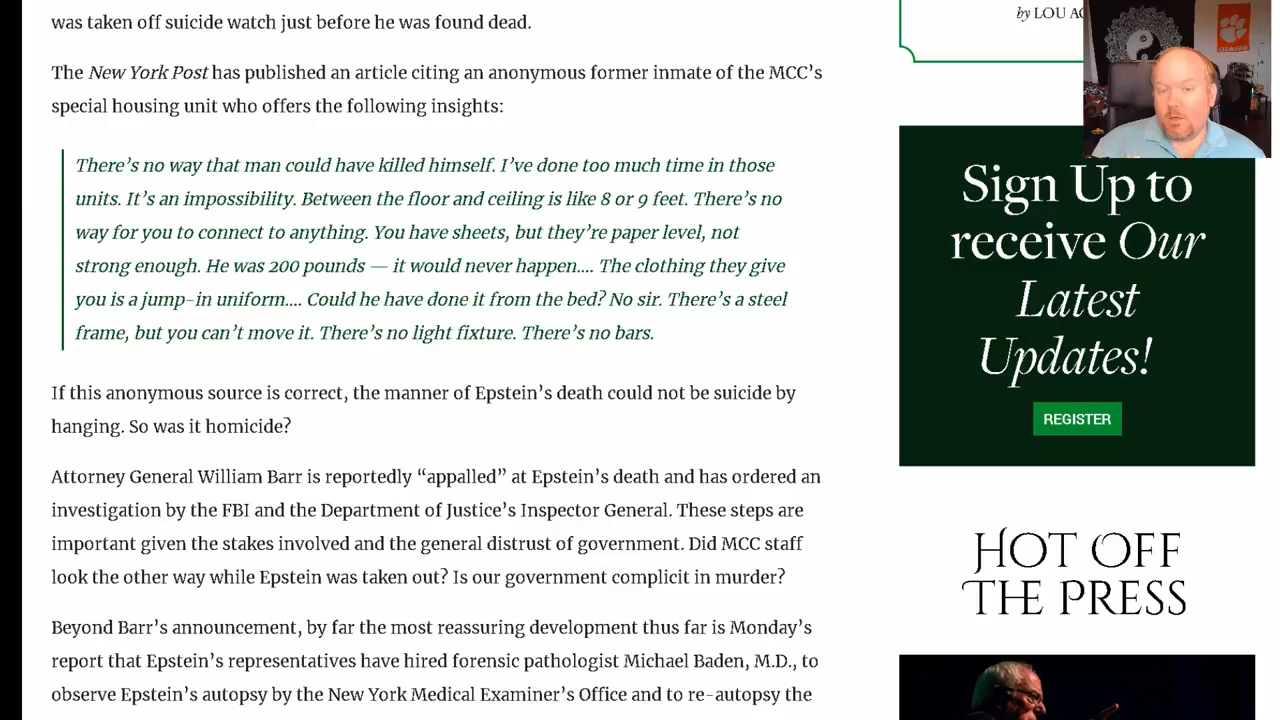 was taken off suicide watch just before he was found dead.
The New York Post has published an article citing an anonymous former inmate of the MCC’s
special housing unit who offers the following insights:
There’s no way that man could have killed himself. I’ve done too much time in those
units. It’s an impossibility. Between the floor and ceiling is like 8 or 9 feet. There’s no
way for you to connect to anything. You have sheets, but they’re paper level, not
strong enough. He was 200 pounds — it would never happen.... The clothing they give
you is a jump-in uniform.... Could he have done it from the bed? No sir. There’s a steel
frame, but you can’t move it. There’s no light fixture. There’s no bars.
If this anonymous source is correct, the manner of Epstein’s death could not be suicide by
hanging. So was it homicide?
Attorney General William Barr is reportedly “appalled” at Epstein’s death and has ordered an
investigation by the FBI and the Department of Justice’s Inspector General. These steps are
important given the stakes involved and the general distrust of government. Did MCC staff
look the other way while Epstein was taken out? Is our government complicit in murder?
Beyond Barr’s announcement, by far the most reassuring development thus far is Monday’s
report that Epstein’s representatives have hired forensic pathologist Michael Baden, M.D., to
observe Epstein’s autopsy by the New York Medical Examiner’s Office and to re-autopsy the
by LOU
Sign Up to
receive Our
Latest
Updates!
REGISTER
HOT OFF
THE PRESS